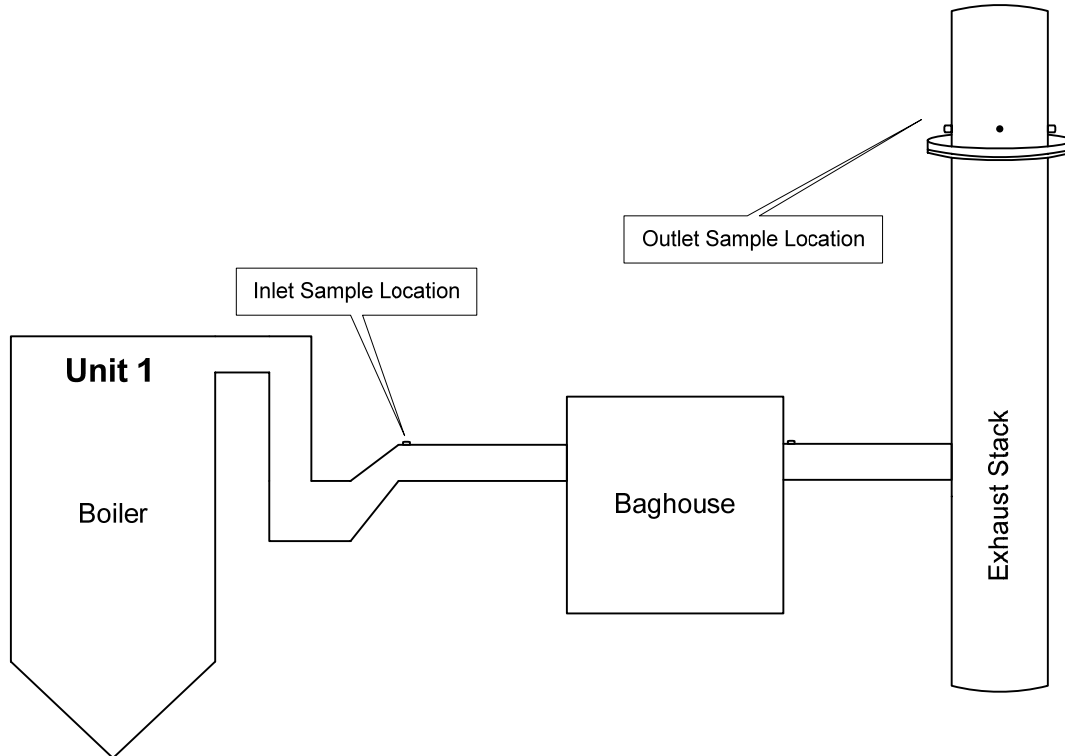 Outlet Sample Location
Inlet Sample Location
Unit 1
Boiler
Baghouse
Exhaust Stack